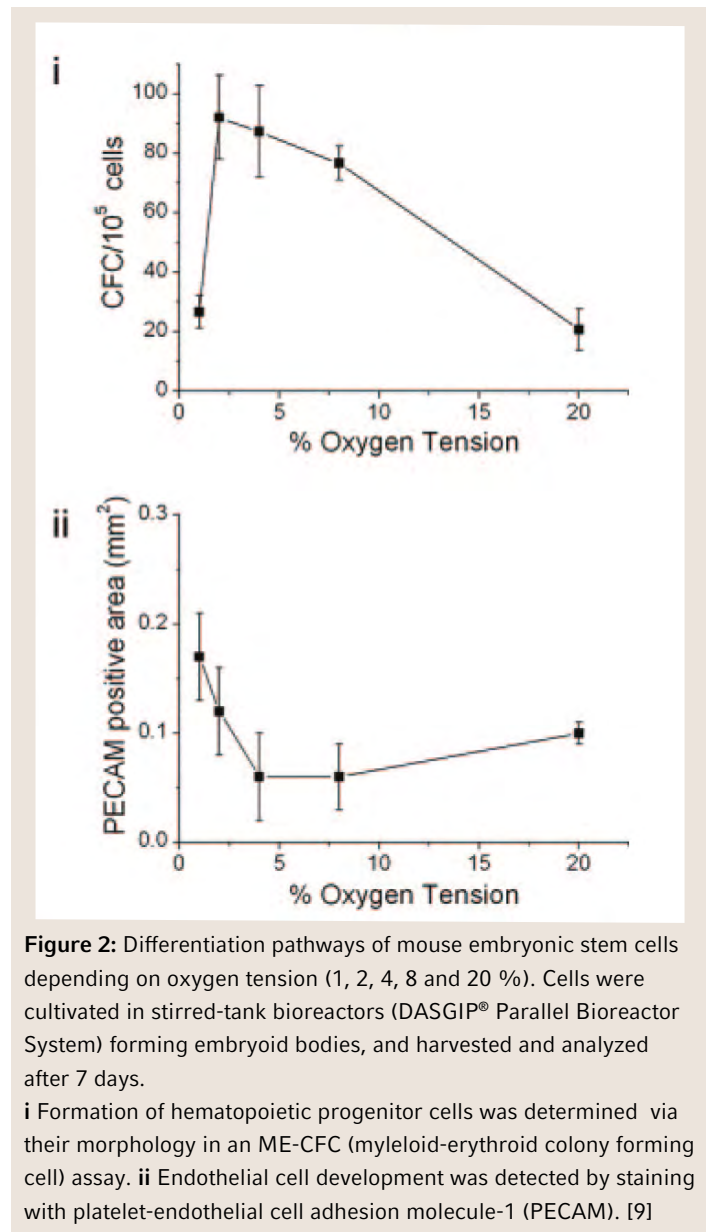 i
100
80
60
40
20
0
CFC/10⁵ cells
0 5 10 15 20
% Oxygen Tension
ii
0.3
0.2
0.1
0.0
PECAM positive area (mm²)
0 5 10 15 20
% Oxygen Tension
Figure 2: Differentiation pathways of mouse embryonic stem cells
depending on oxygen tension (1, 2, 4, 8 and 20 %). Cells were
cultivated in stirred-tank bioreactors (DASGIP® Parallel Bioreactor
System) forming embryoid bodies, and harvested and analyzed
after 7 days.
i Formation of hematopoietic progenitor cells was determined via
their morphology in an ME-CFC (myleloid-erythroid colony forming
cell) assay. ii Endothelial cell development was detected by staining
with platelet-endothelial cell adhesion molecule-1 (PECAM). [9]